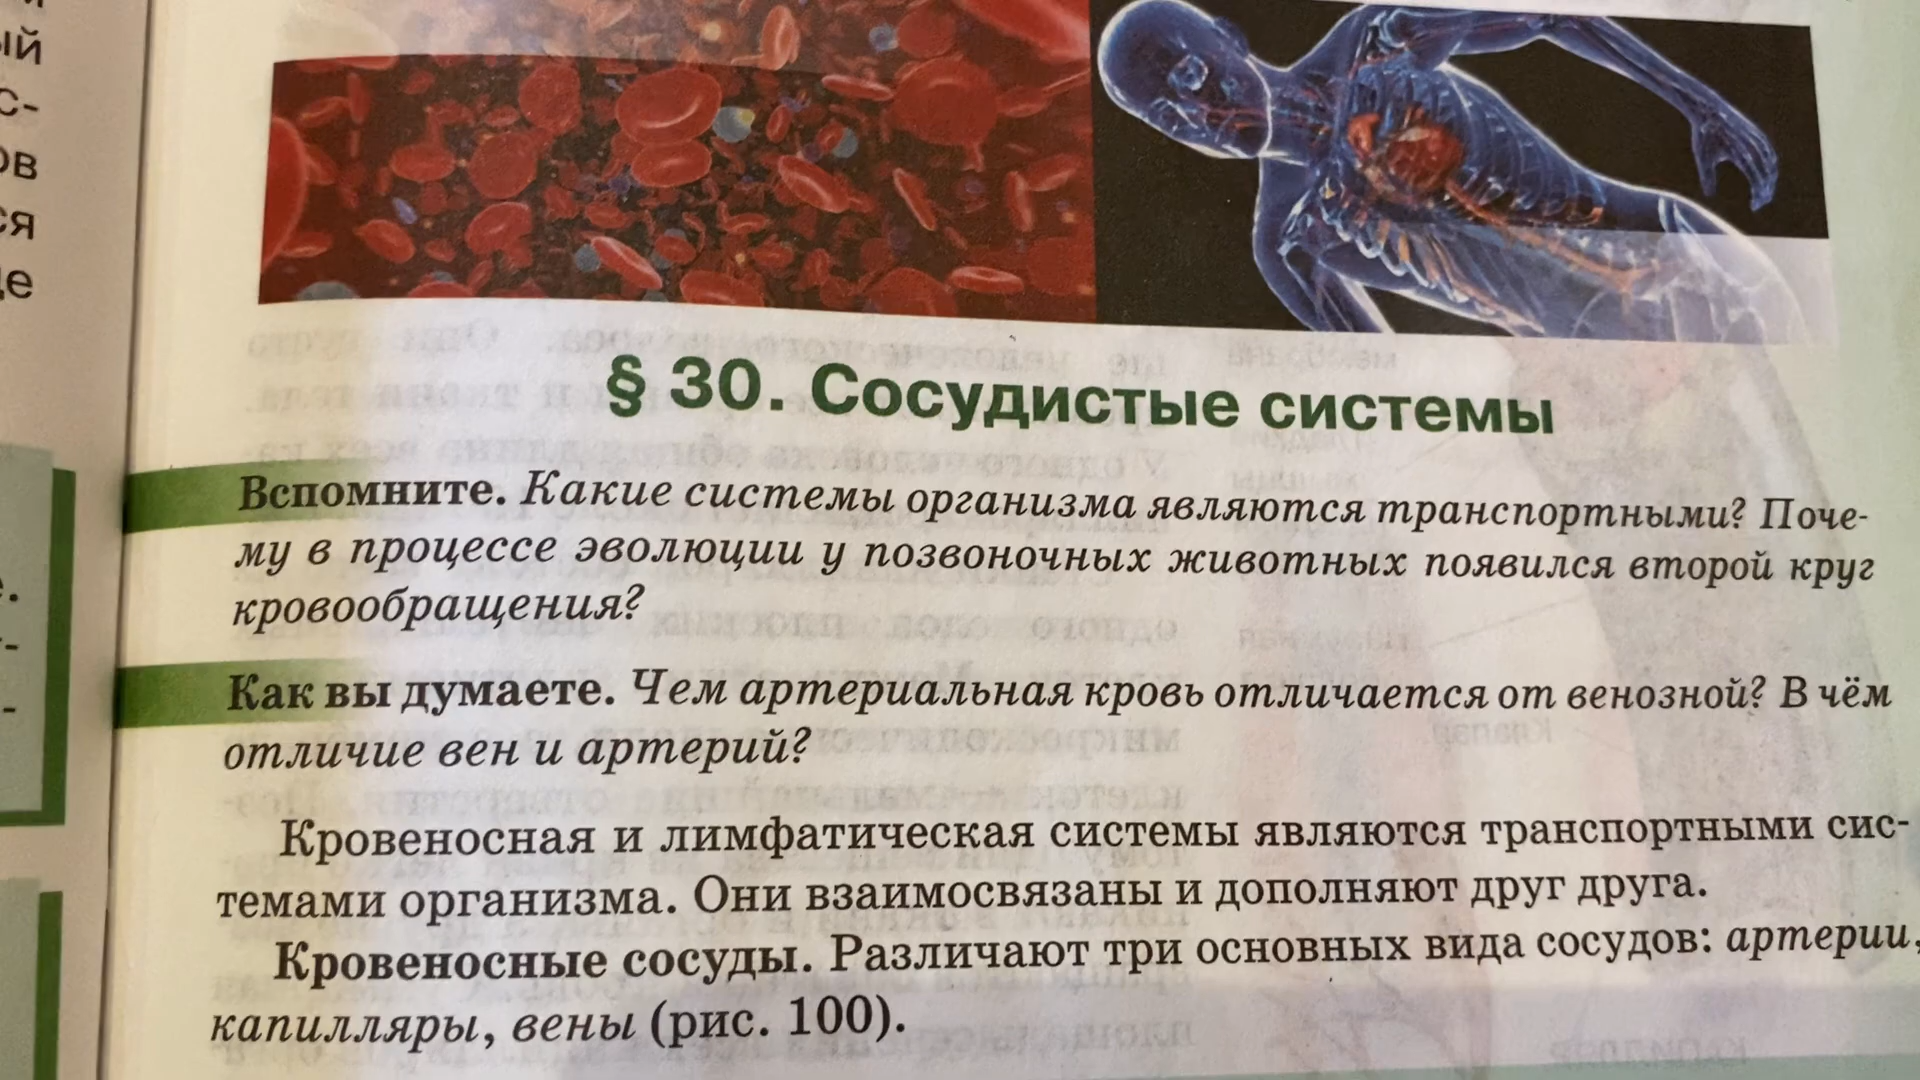 ый
с-
ов
ся
§ 30. Сосудистые системы
Вспомните. Какие системы организма являются транспортными? Поче-
му в процессе эволюции у позвоночных животных появился второй круг
кровообращения?
Как вы думаете. Чем артериальная кровь отличается от венозной? В чём
отличие вен и артерий?
Кровеносная и лимфатическая системы являются транспортными сис-
темами организма. Они взаимосвязаны и дополняют друг друга.
Кровеносные сосуды. Различают три основных вида сосудов: артерии,
капилляры, вены (рис. 100).